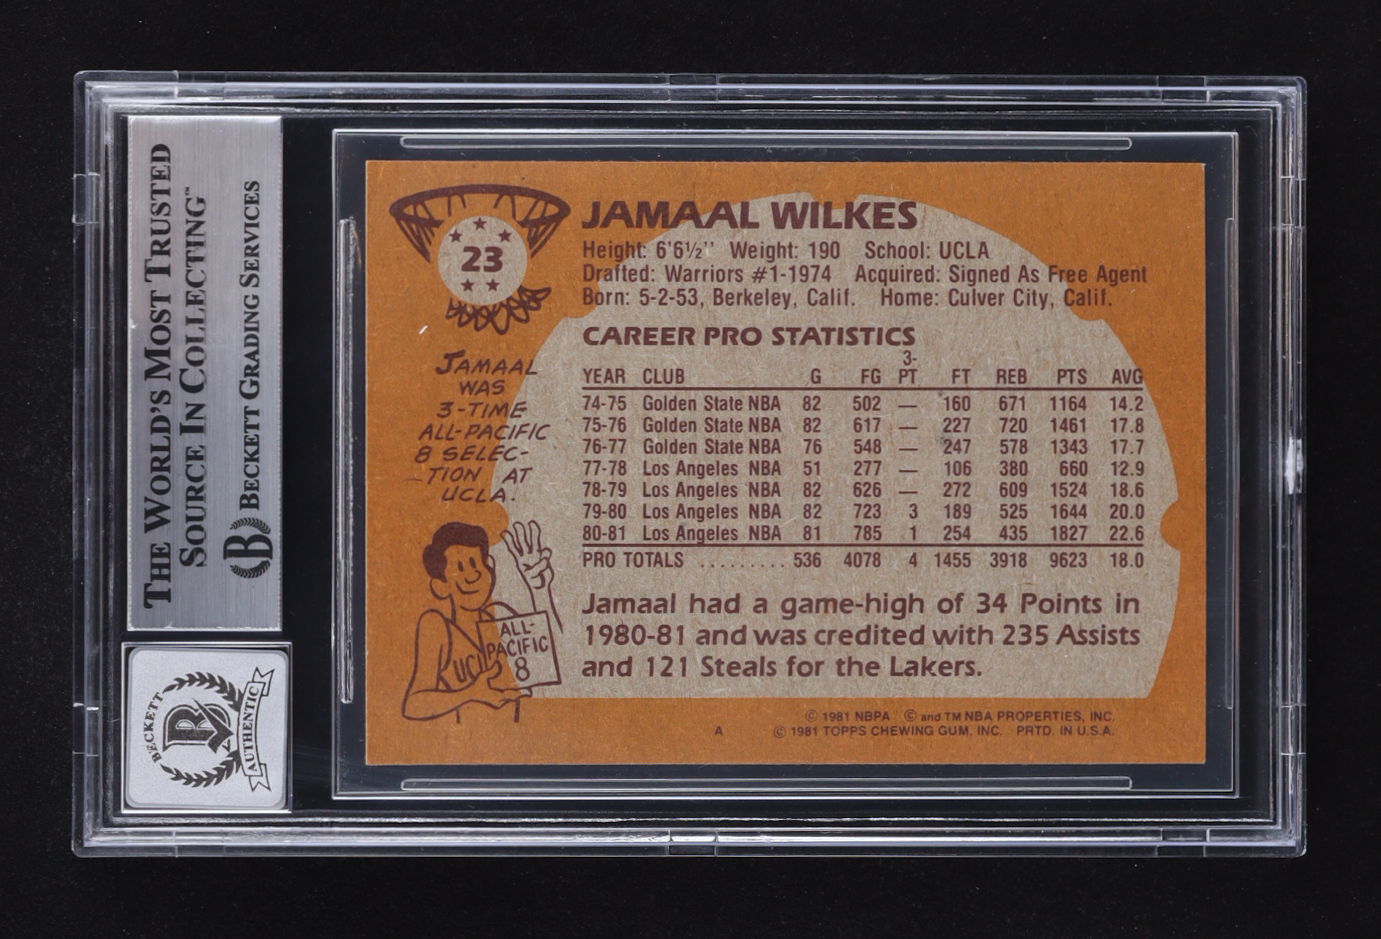 THE WORLD'S MOST TRUSTED
SOURCE IN COLLECTING™
B BECKETT GRADING SERVICES
BECKETT
B
AUTHENTIC
23
JAMAAL WILKES
Height: 6'6½'' Weight: 190 School: UCLA
Drafted: Warriors #1-1974 Acquired: Signed As Free Agent
Born: 5-2-53, Berkeley, Calif. Home: Culver City, Calif.
JAMAAL
WAS
3-TIME
ALL-PACIFIC
8 SELEC-
TION AT
UCLA.
ALL-
PACIFIC
8
UCL
CAREER PRO STATISTICS
YEAR CLUB G FG 3-PT FT REB PTS AVG
74-75 Golden State NBA 82 502 — 160 671 1164 14.2
75-76 Golden State NBA 82 617 — 227 720 1461 17.8
76-77 Golden State NBA 76 548 — 247 578 1343 17.7
77-78 Los Angeles NBA 51 277 — 106 380 660 12.9
78-79 Los Angeles NBA 82 626 — 272 609 1524 18.6
79-80 Los Angeles NBA 82 723 3 189 525 1644 20.0
80-81 Los Angeles NBA 81 785 1 254 435 1827 22.6
PRO TOTALS ......... 536 4078 4 1455 3918 9623 18.0
Jamaal had a game-high of 34 Points in
1980-81 and was credited with 235 Assists
and 121 Steals for the Lakers.
© 1981 NBPA © and TM NBA PROPERTIES, INC.
A © 1981 TOPPS CHEWING GUM, INC. PRTD. IN U.S.A.